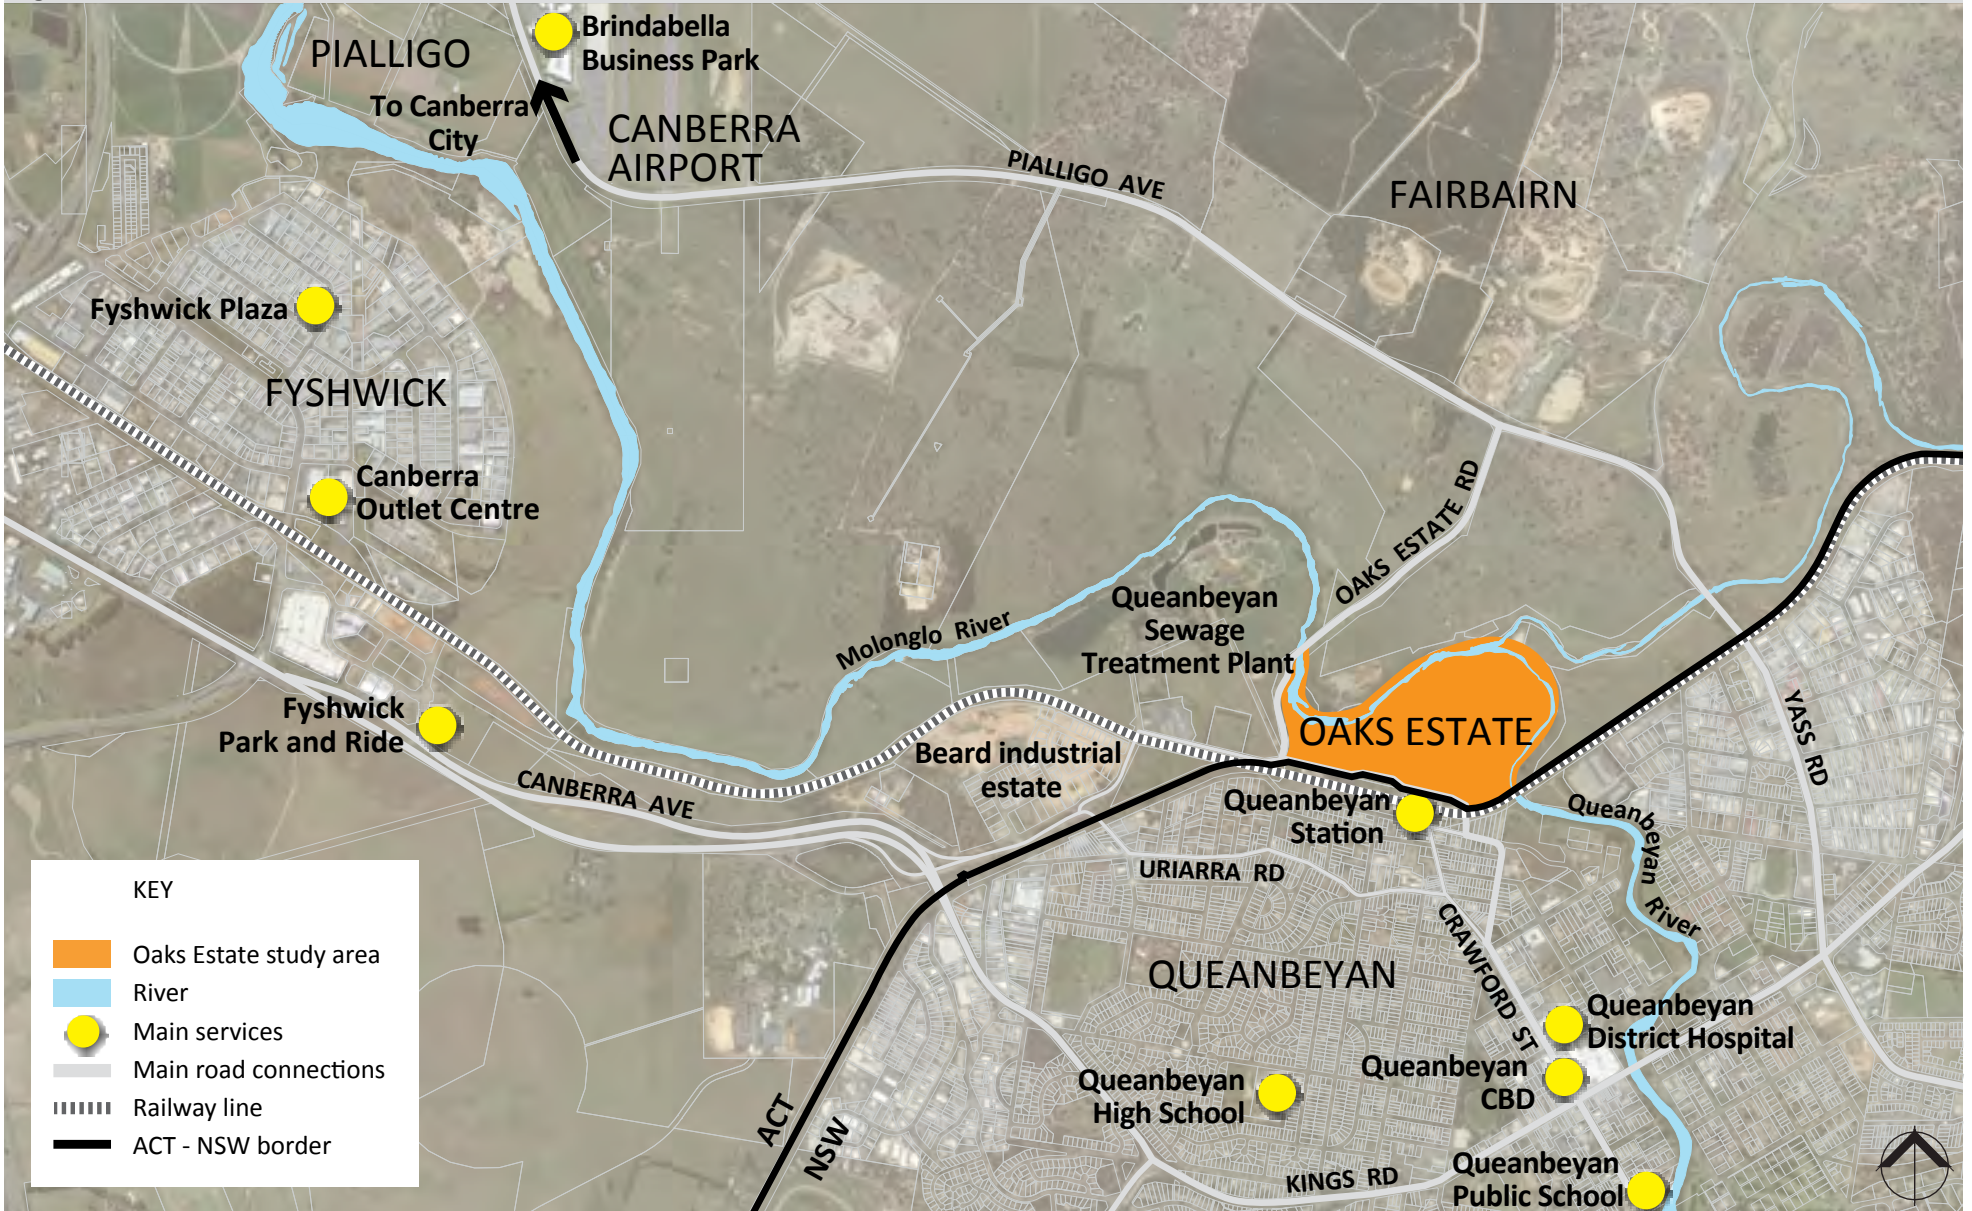 PIALLIGO
Brindabella
Business Park
To Canberra
City
CANBERRA
AIRPORT
PIALLIGO AVE
FAIRBAIRN
Fyshwick Plaza
FYSHWICK
Canberra
Outlet Centre
OAKS ESTATE RD
Queanbeyan
Sewage
Treatment Plant
Molonglo River
Fyshwick
Park and Ride
OAKS ESTATE
YASS RD
Beard industrial
estate
CANBERRA AVE
Queanbeyan
Station
Queanbeyan River
URIARRA RD
CRAWFORD ST
QUEANBEYAN
Queanbeyan
District Hospital
Queanbeyan
CBD
Queanbeyan
High School
ACT
NSW
KINGS RD
Queanbeyan
Public School
KEY
Oaks Estate study area
River
Main services
Main road connections
Railway line
ACT - NSW border